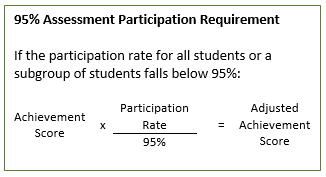 95% Assessment Participation Requirement
If the participation rate for all students or a
subgroup of students falls below 95%:
Achievement
Score
x
Participation
Rate
95%
=
Adjusted
Achievement
Score